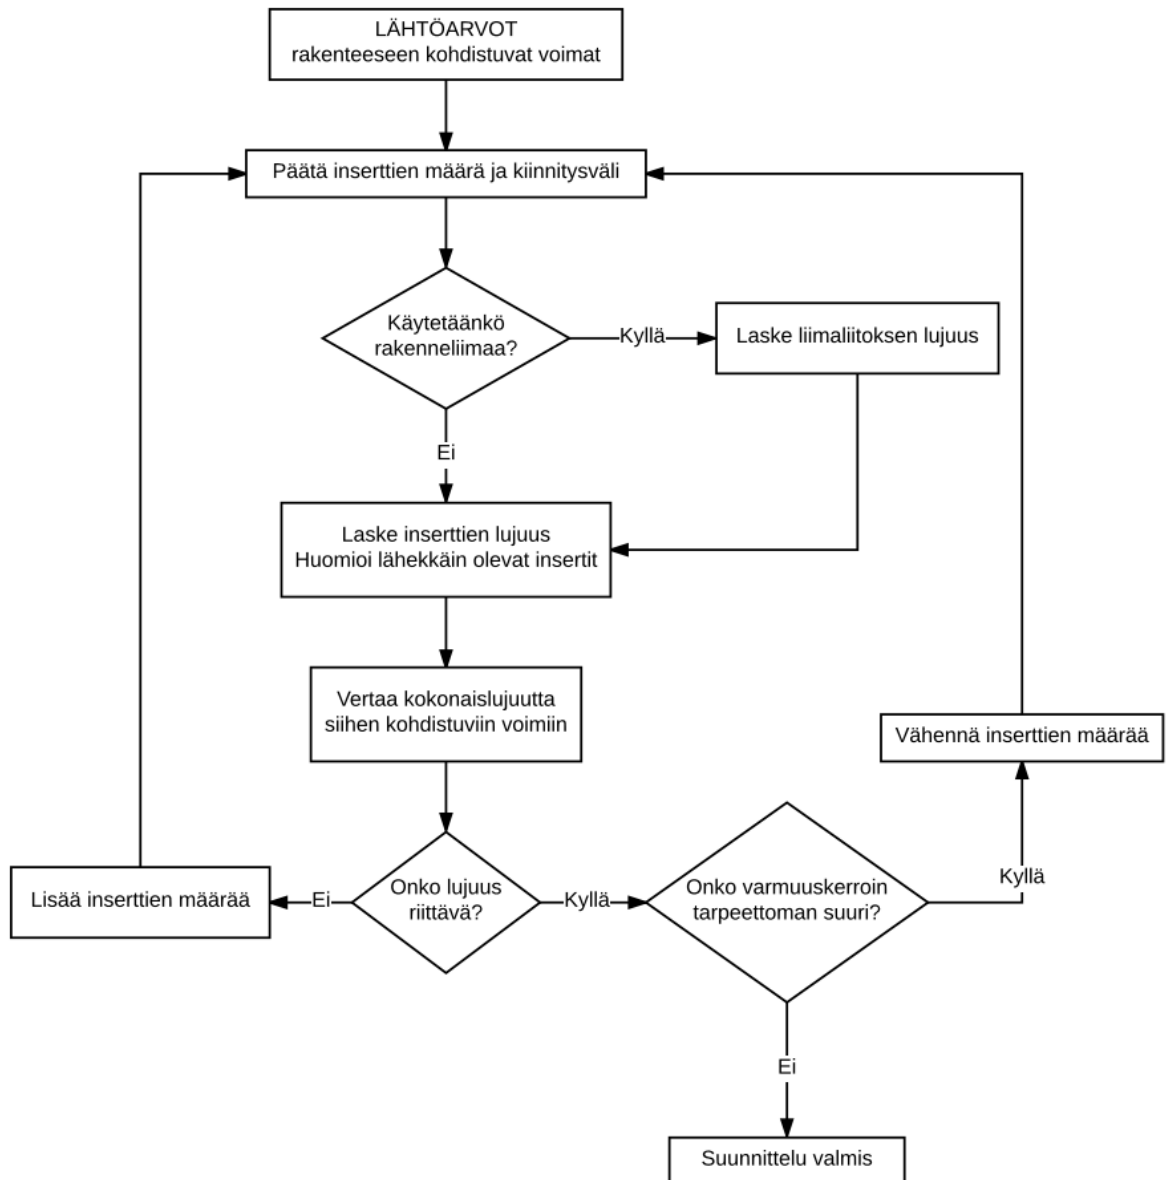 LÄHTÖARVOT
rakenteeseen kohdistuvat voimat
Päätä inserttien määrä ja kiinnitysväli
Käytetäänkö
rakenneliimaa?
Kyllä
Laske liimaliitoksen lujuus
Ei
Laske inserttien lujuus
Huomioi lähekkäin olevat insertit
Vertaa kokonaislujuutta
siihen kohdistuviin voimiin
Vähennä inserttien määrää
Lisää inserttien määrää
Ei
Onko lujuus
riittävä?
Kyllä
Onko varmuuskerroin
tarpeettoman suuri?
Kyllä
Ei
Suunnittelu valmis